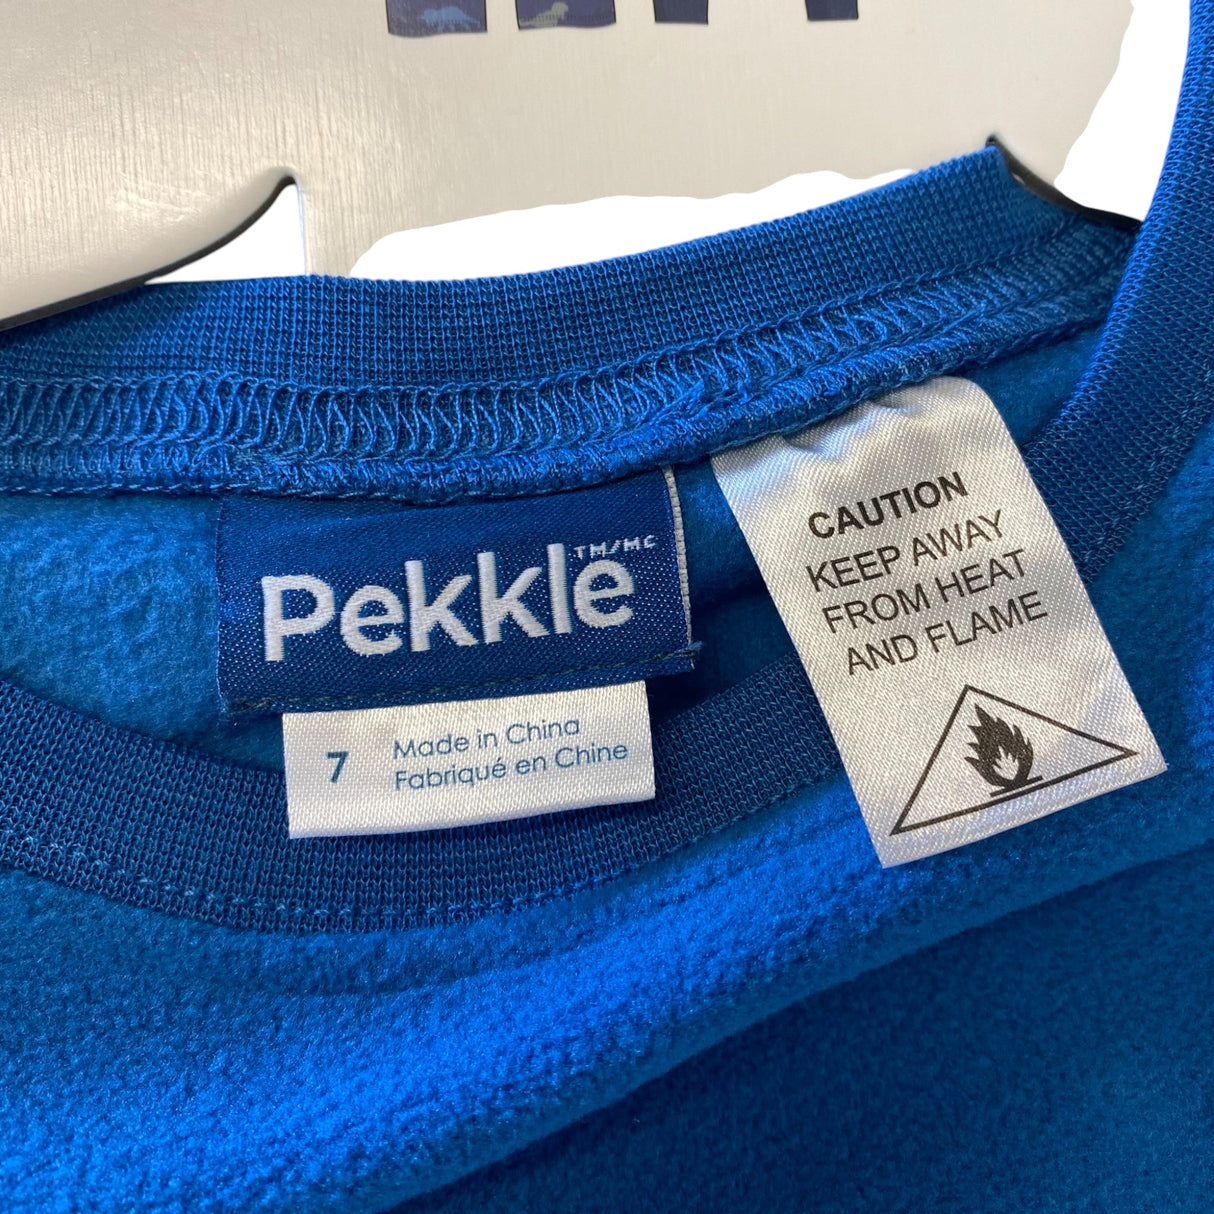 Pekkle TM/MC
7
Made in China
Fabriqué en Chine
CAUTION
KEEP AWAY
FROM HEAT
AND FLAME